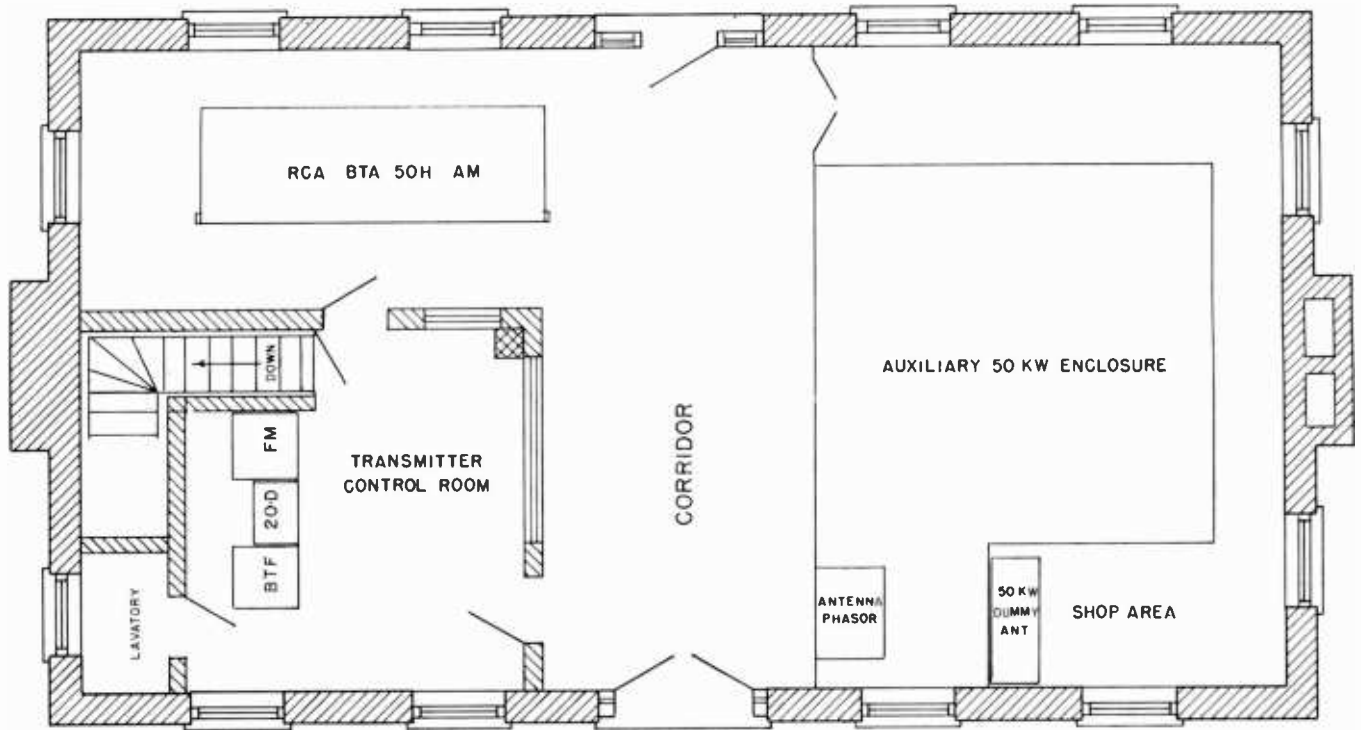 RCA BTA 50H AM
DOWN
FM
20-D
BTF
TRANSMITTER
CONTROL ROOM
LAVATORY
CORRIDOR
AUXILIARY 50 KW ENCLOSURE
ANTENNA
PHASOR
50 KW
DUMMY
ANT
SHOP AREA